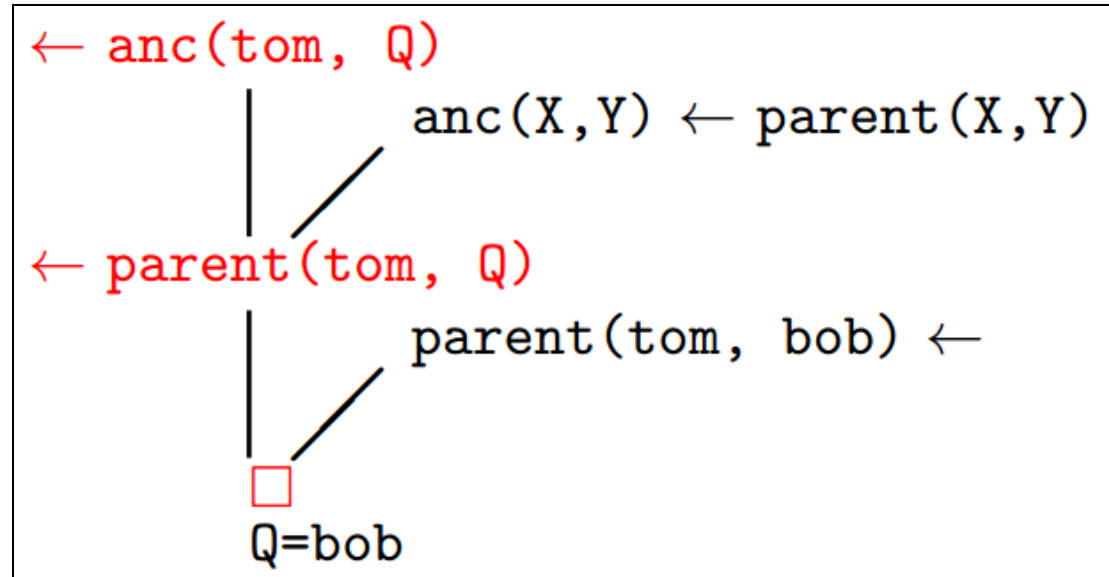 ← anc(tom, Q)
anc(X,Y) ← parent(X,Y)
← parent(tom, Q)
parent(tom, bob) ←
□
Q=bob